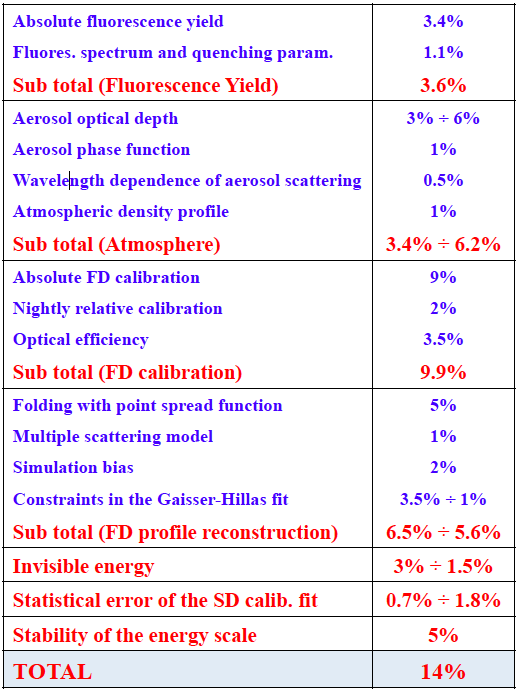 Absolute fluorescence yield 3.4%
Fluores. spectrum and quenching param. 1.1%
Sub total (Fluorescence Yield) 3.6%
Aerosol optical depth 3% ÷ 6%
Aerosol phase function 1%
Wavelength dependence of aerosol scattering 0.5%
Atmospheric density profile 1%
Sub total (Atmosphere) 3.4% ÷ 6.2%
Absolute FD calibration 9%
Nightly relative calibration 2%
Optical efficiency 3.5%
Sub total (FD calibration) 9.9%
Folding with point spread function 5%
Multiple scattering model 1%
Simulation bias 2%
Constraints in the Gaisser-Hillas fit 3.5% ÷ 1%
Sub total (FD profile reconstruction) 6.5% ÷ 5.6%
Invisible energy 3% ÷ 1.5%
Statistical error of the SD calib. fit 0.7% ÷ 1.8%
Stability of the energy scale 5%
TOTAL 14%